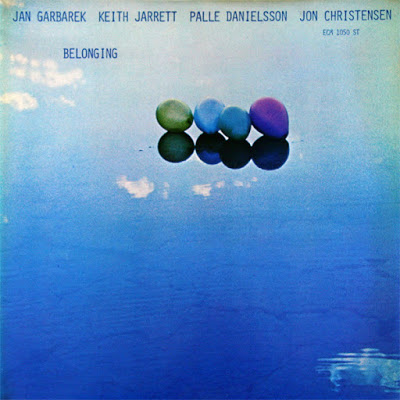 JAN GARBAREK KEITH JARRETT PALLE DANIELSSON JON CHRISTENSEN
ECM 1050 ST
BELONGING